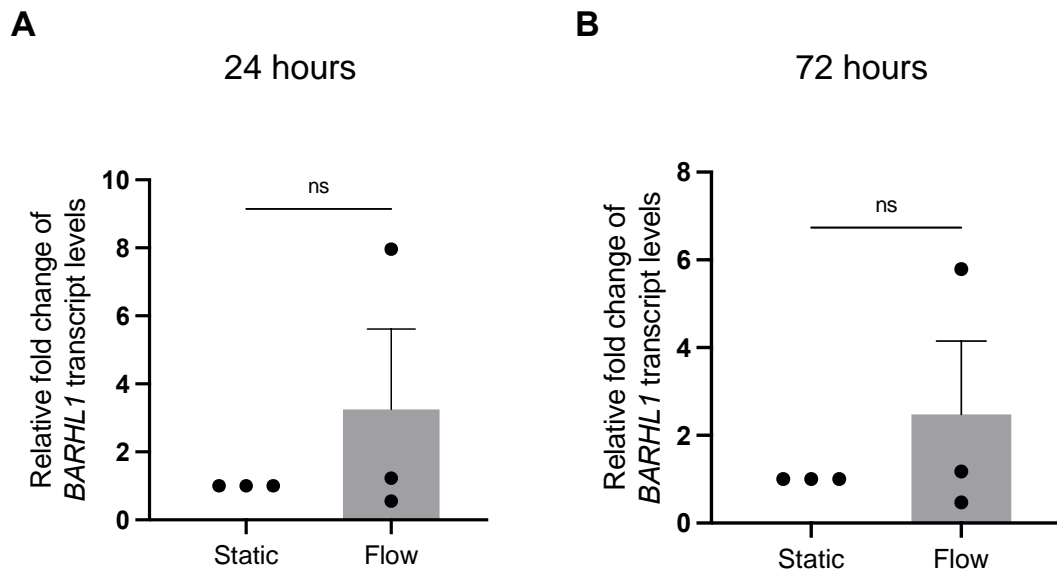 A
24 hours
Relative fold change of
BARHL1 transcript levels
10
8
6
4
2
0
ns
Static
Flow
B
72 hours
Relative fold change of
BARHL1 transcript levels
8
6
4
2
0
ns
Static
Flow